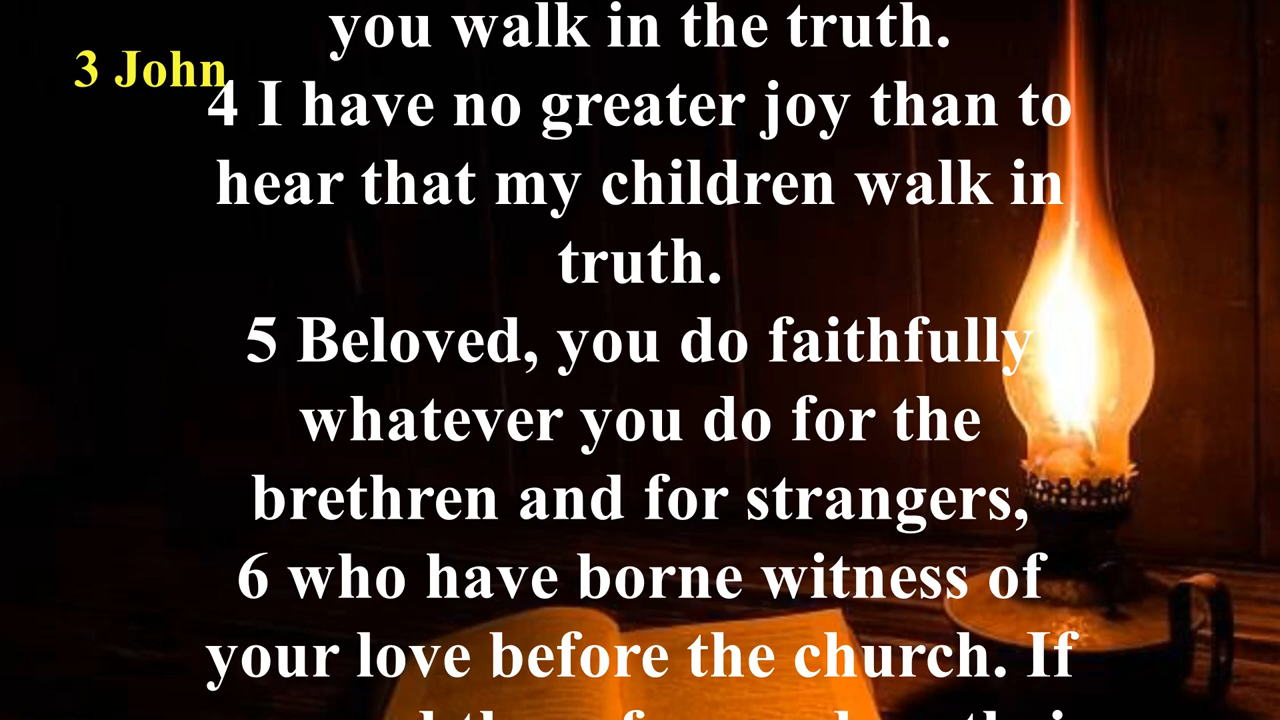 you walk in the truth.
3 John
4 I have no greater joy than to
hear that my children walk in
truth.
5 Beloved, you do faithfully
whatever you do for the
brethren and for strangers,
6 who have borne witness of
your love before the church. If